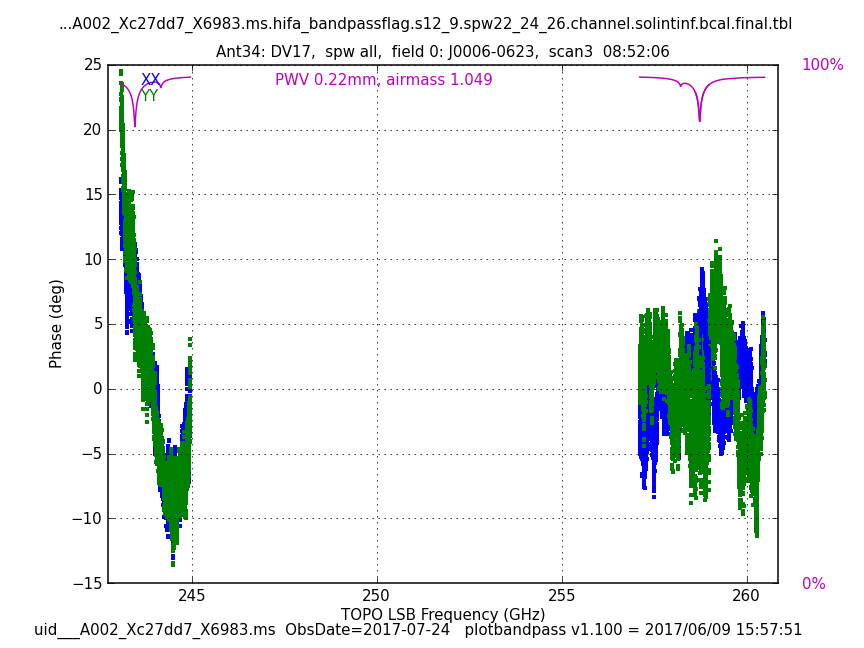 ...A002_Xc27dd7_X6983.ms.hifa_bandpassflag.s12_9.spw22_24_26.channel.solintinf.bcal.final.tbl
Ant34: DV17,  spw all,  field 0: J0006-0623,  scan3  08:52:06
25 XX PWV 0.22mm, airmass 1.049 100%
YY
20
15
10
5
0
−5
−10
−15 0%
Phase (deg)
245 250 255 260
TOPO LSB Frequency (GHz)
uid___A002_Xc27dd7_X6983.ms  ObsDate=2017-07-24   plotbandpass v1.100 = 2017/06/09 15:57:51